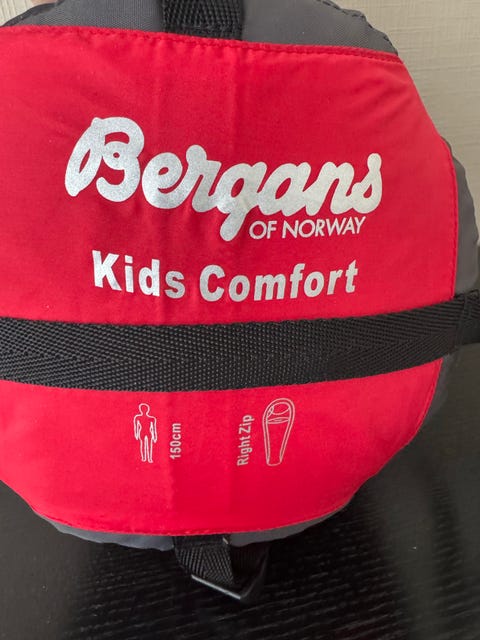 Bergans
OF NORWAY
Kids Comfort
150cm
Right Zip